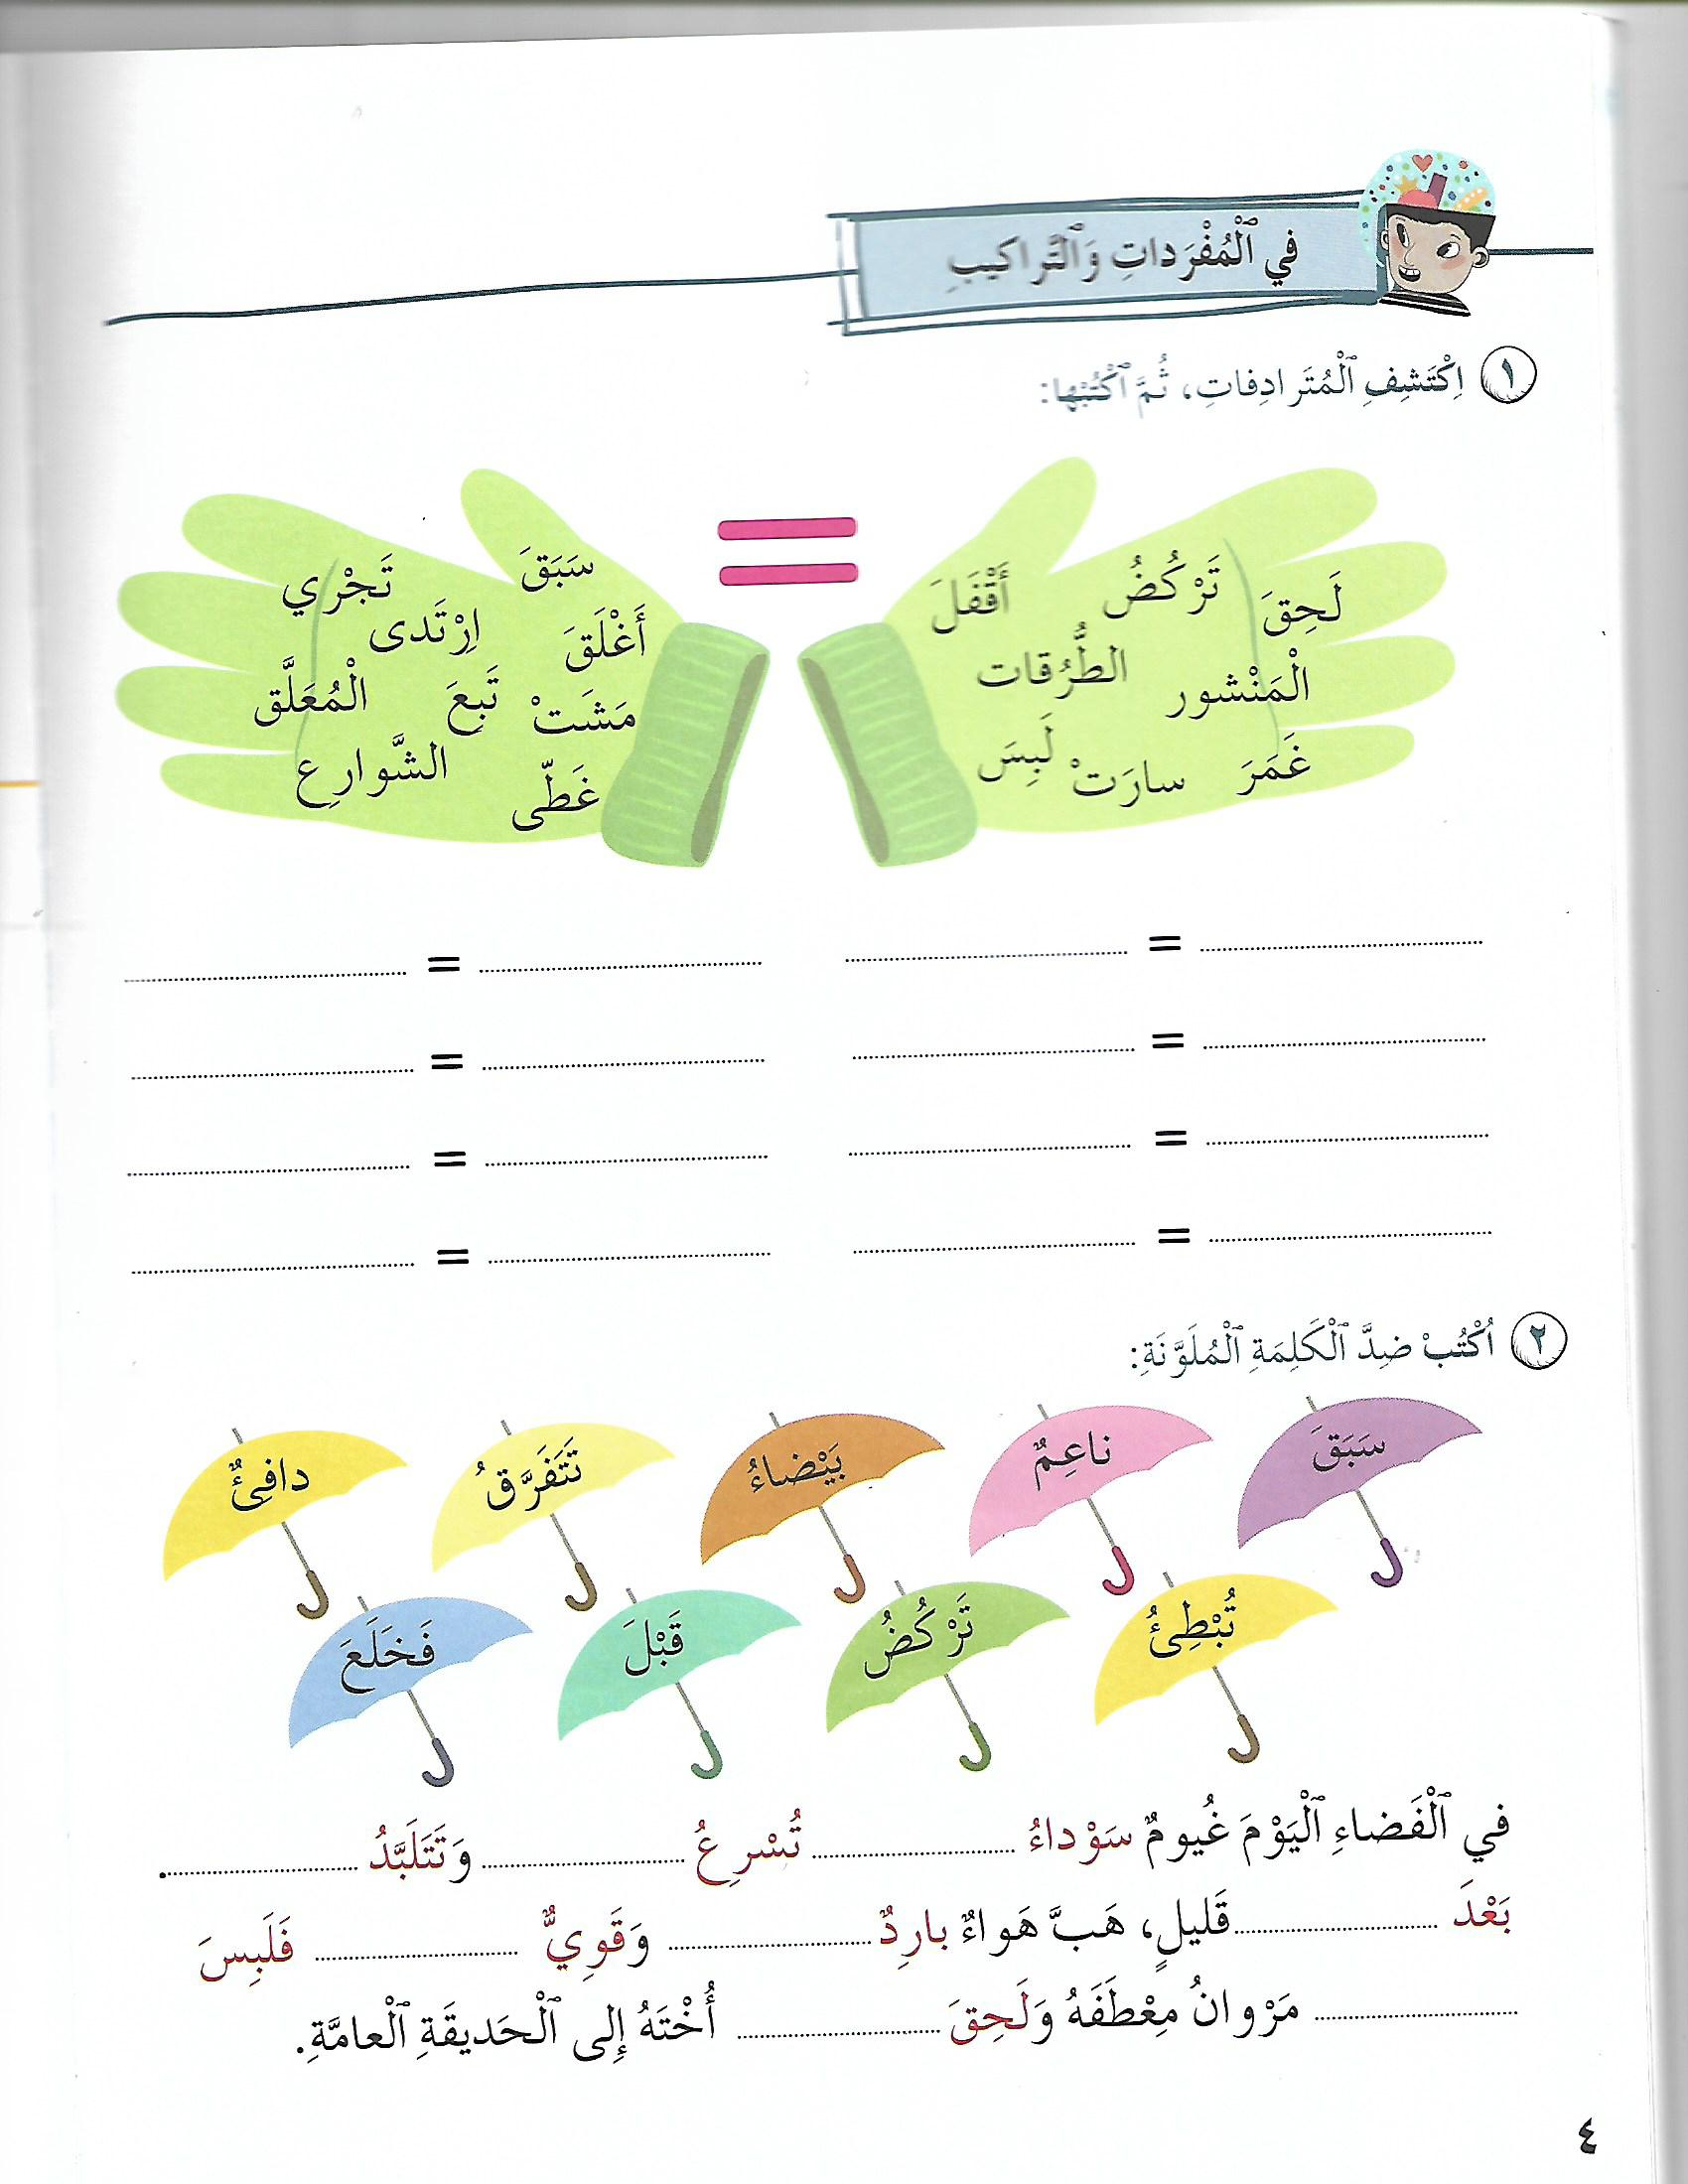 في ٱلْمُفْرَداتِ وَٱلتَّراكيبِ
١ اِكْتَشِفِ ٱلْمُتَرادِفاتِ، ثُمَّ ٱكْتُبْها:
لَحِقَ تَرْكُضُ أَقْفَلَ
الْمَنْشور الطُّرُقات
غَمَرَ سارَتْ لَبِسَ
=
سَبَقَ تَجْري
أَغْلَقَ اِرْتَدى
مَشَتْ تَبِعَ الْمُعَلَّق
غَطّى الشَّوارِع
= =
= =
= =
= =
٢ اُكْتُبْ ضِدَّ ٱلْكَلِمَةِ ٱلْمُلَوَّنَةِ:
سَبَقَ ناعِمٌ بَيْضاءُ تَتَفَرَّقُ دافِئٌ
تُبْطِئُ تَرْكُضُ قَبْلَ فَخَلَعَ
في ٱلْفَضاءِ ٱلْيَوْمَ غُيومٌ سَوْداءُ ........ تُسْرِعُ ........ وَتَتَلَبَّدُ ........ .
بَعْدَ ........ قَليلٍ، هَبَّ هَواءٌ بارِدٌ ........ وَقَوِيٌّ ........ فَلَبِسَ
........ مَرْوانُ مِعْطَفَهُ وَلَحِقَ ........ أُخْتَهُ إِلى ٱلْحَديقَةِ ٱلْعامَّةِ.
٤